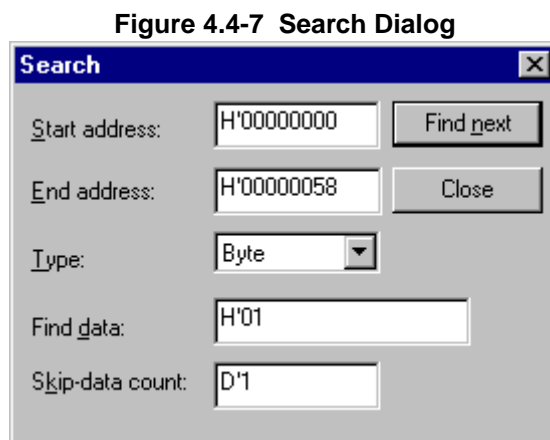 Figure 4.4-7 Search Dialog
Search
Start address: H'00000000 Find next
End address: H'00000058 Close
Type: Byte
Find data: H'01
Skip-data count: D'1